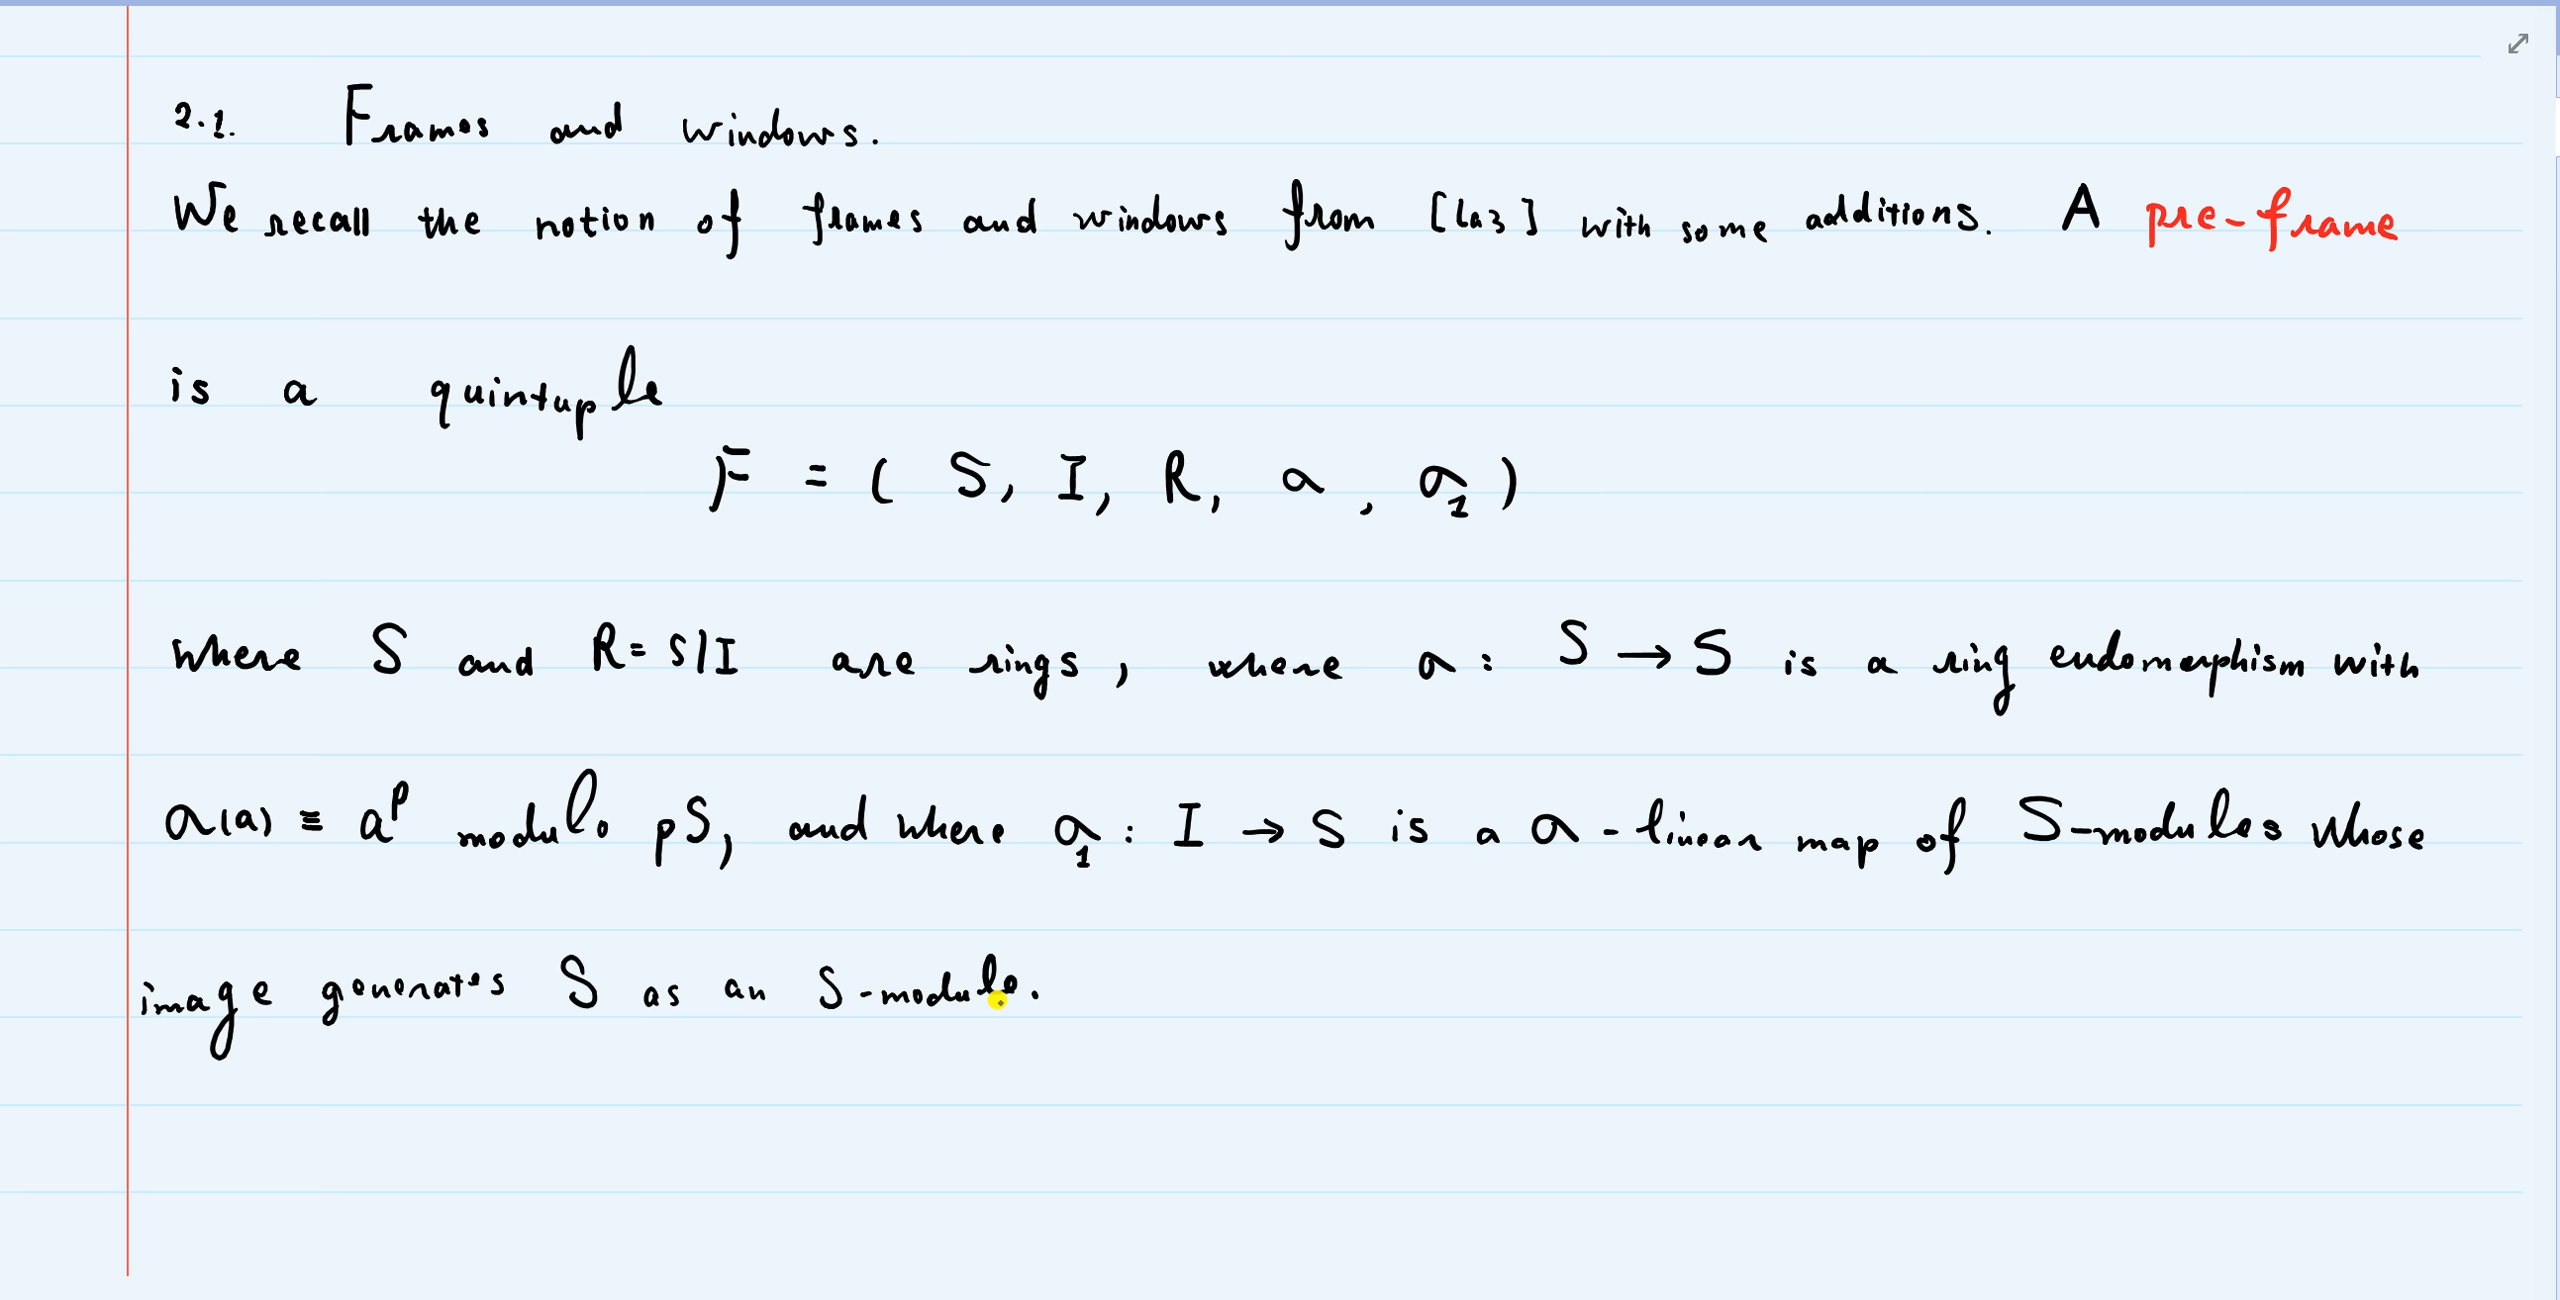 2.1. Frames and windows.
We recall the notion of frames and windows from [La3] with some additions. A pre-frame
is a quintuple
F = ( S, I, R, σ, σ₁ )
where S and R = S/I are rings, where σ : S → S is a ring endomorphism with
σ(a) ≡ aᵖ modulo pS, and where σ₁ : I → S is a σ-linear map of S-modules whose
image generates S as an S-module.